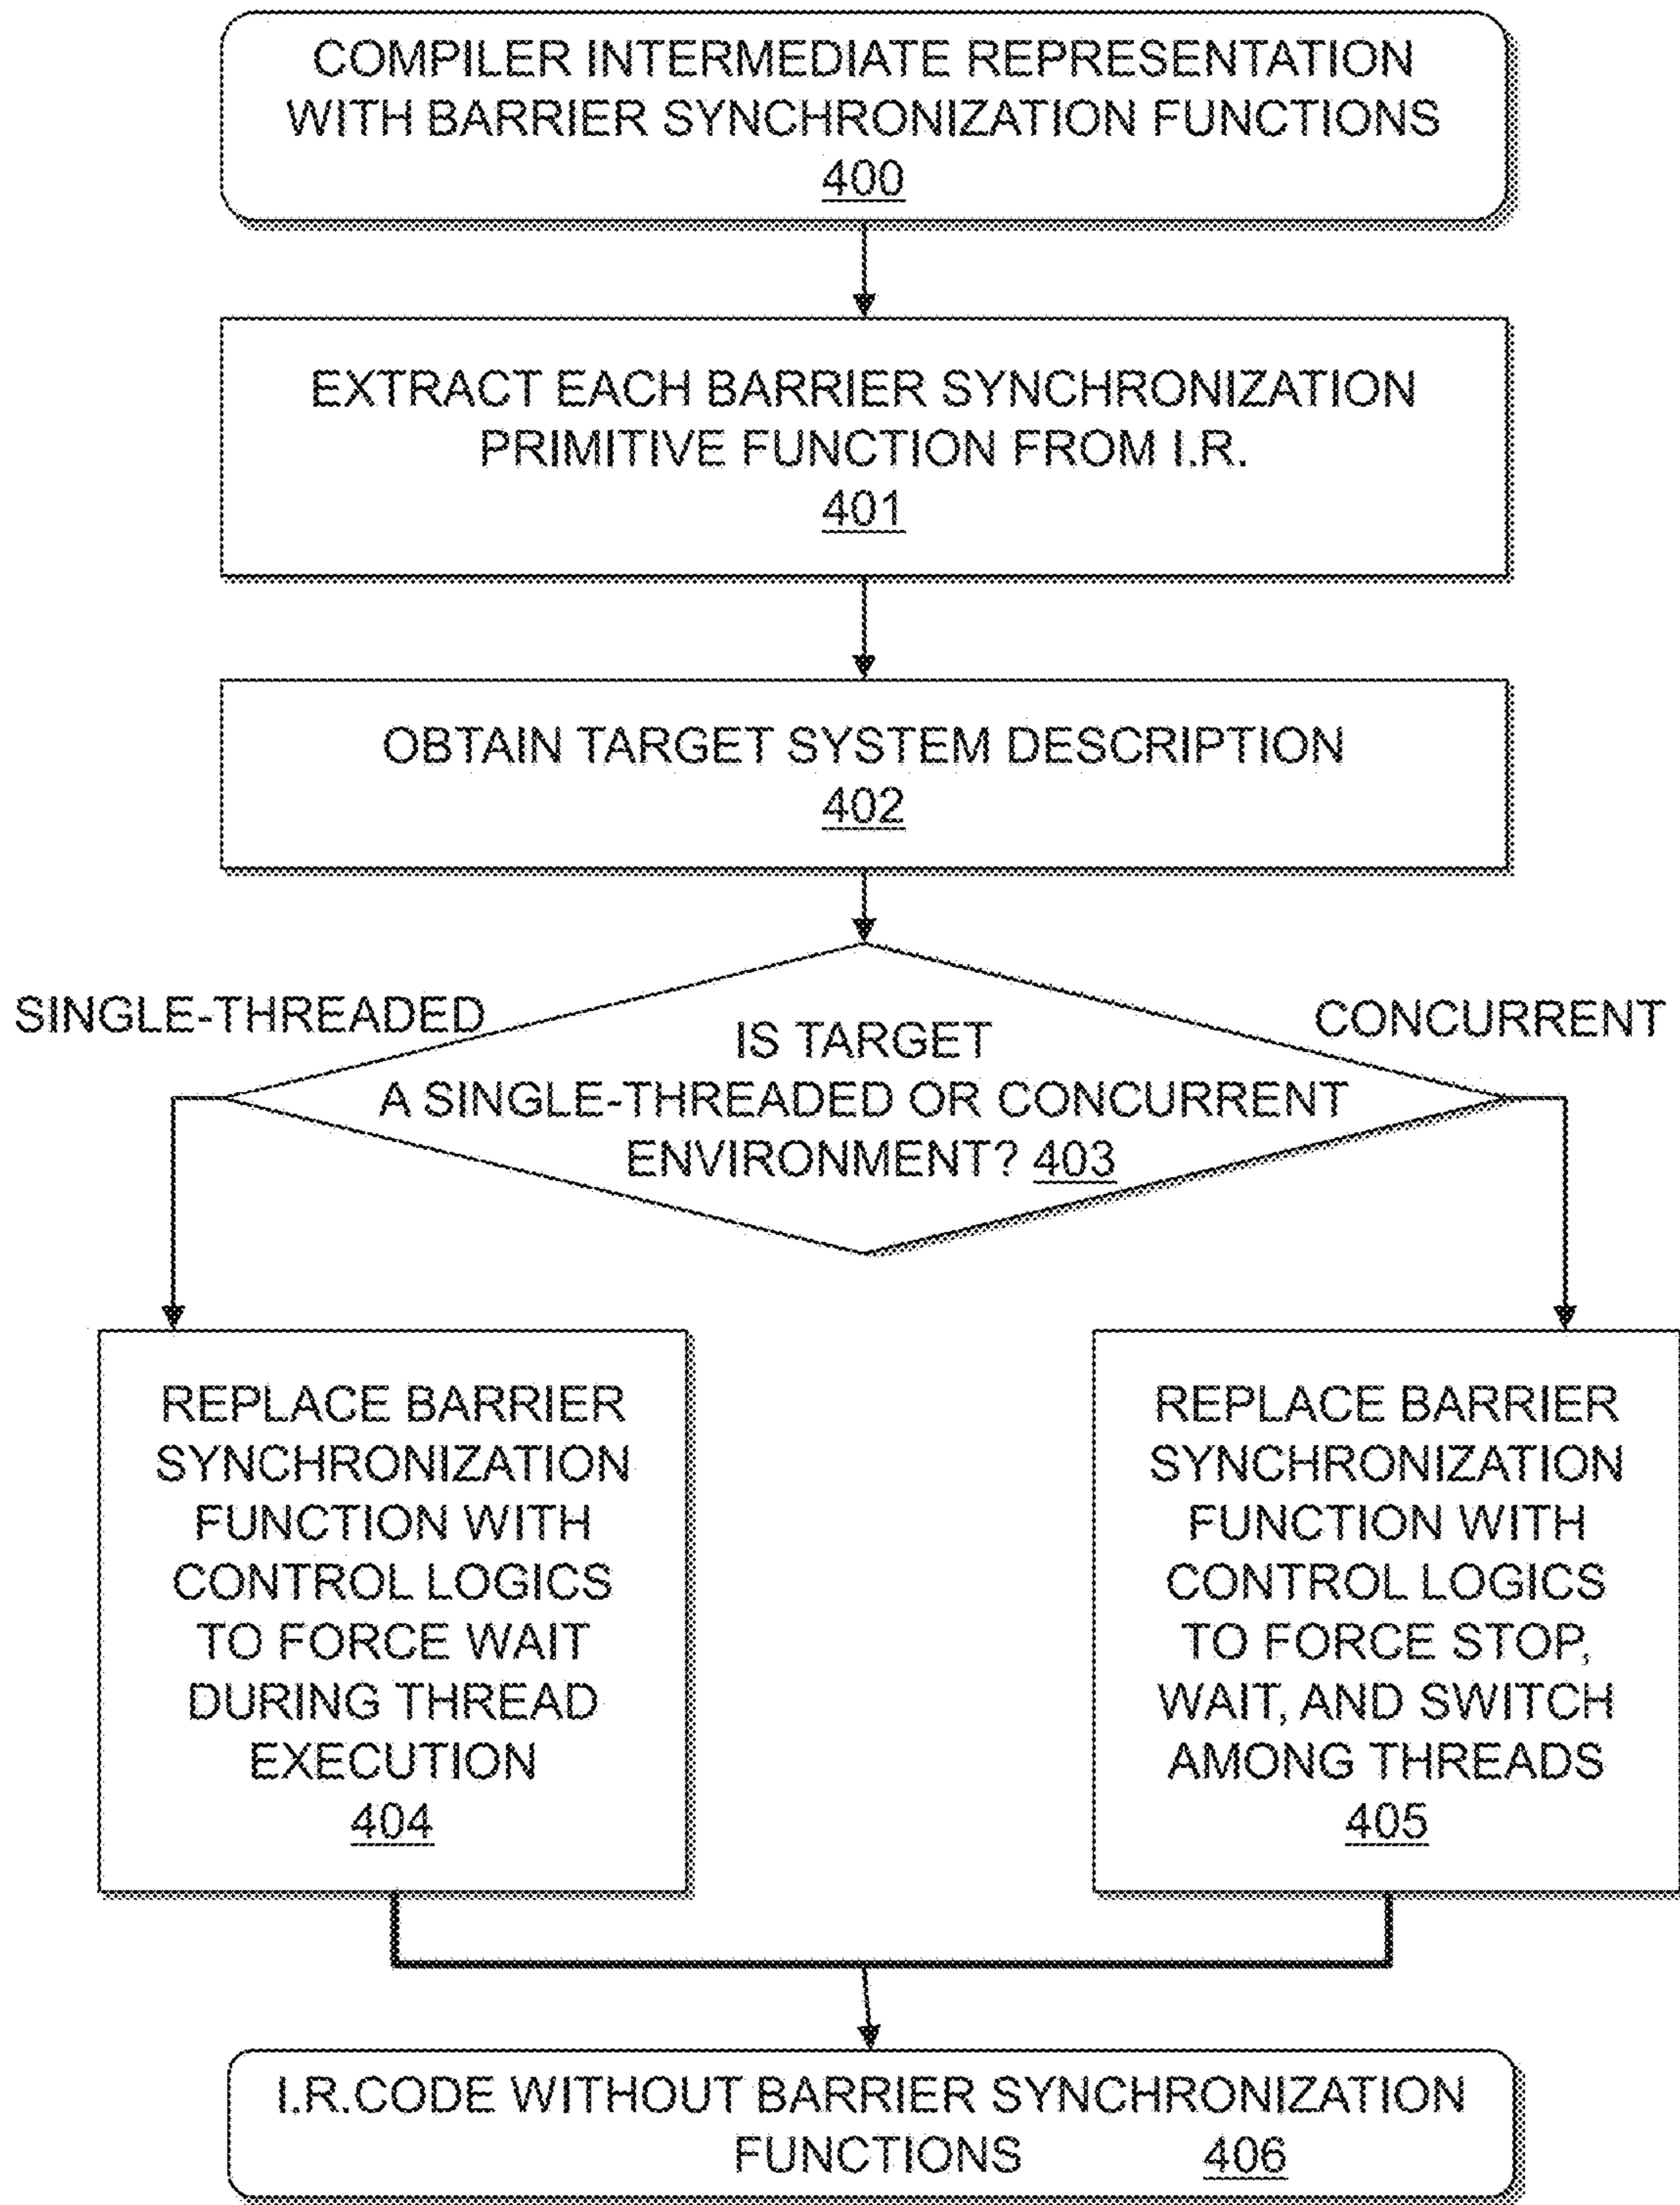 COMPILER INTERMEDIATE REPRESENTATION
WITH BARRIER SYNCHRONIZATION FUNCTIONS
400
EXTRACT EACH BARRIER SYNCHRONIZATION
PRIMITIVE FUNCTION FROM I.R.
401
OBTAIN TARGET SYSTEM DESCRIPTION
402
SINGLE-THREADED
CONCURRENT
IS TARGET
A SINGLE-THREADED OR CONCURRENT
ENVIRONMENT? 403
REPLACE BARRIER
SYNCHRONIZATION
FUNCTION WITH
CONTROL LOGICS
TO FORCE WAIT
DURING THREAD
EXECUTION
404
REPLACE BARRIER
SYNCHRONIZATION
FUNCTION WITH
CONTROL LOGICS
TO FORCE STOP,
WAIT, AND SWITCH
AMONG THREADS
405
I.R.CODE WITHOUT BARRIER SYNCHRONIZATION
FUNCTIONS 406